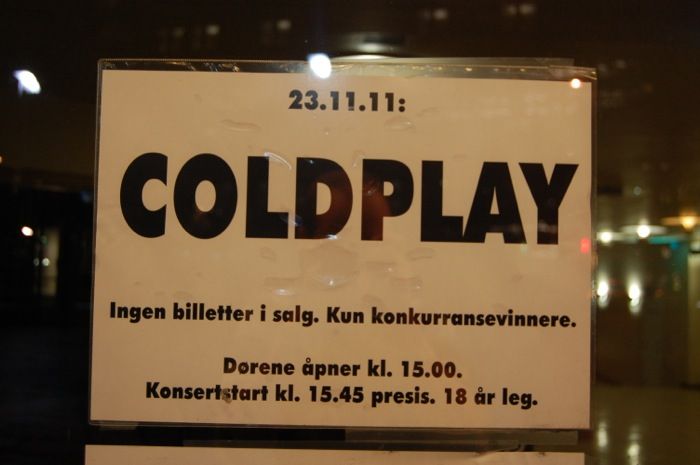 23.11.11:
COLDPLAY
Ingen billetter i salg. Kun konkurransevinnere.
Dørene åpner kl. 15.00.
Konsertstart kl. 15.45 presis. 18 år leg.